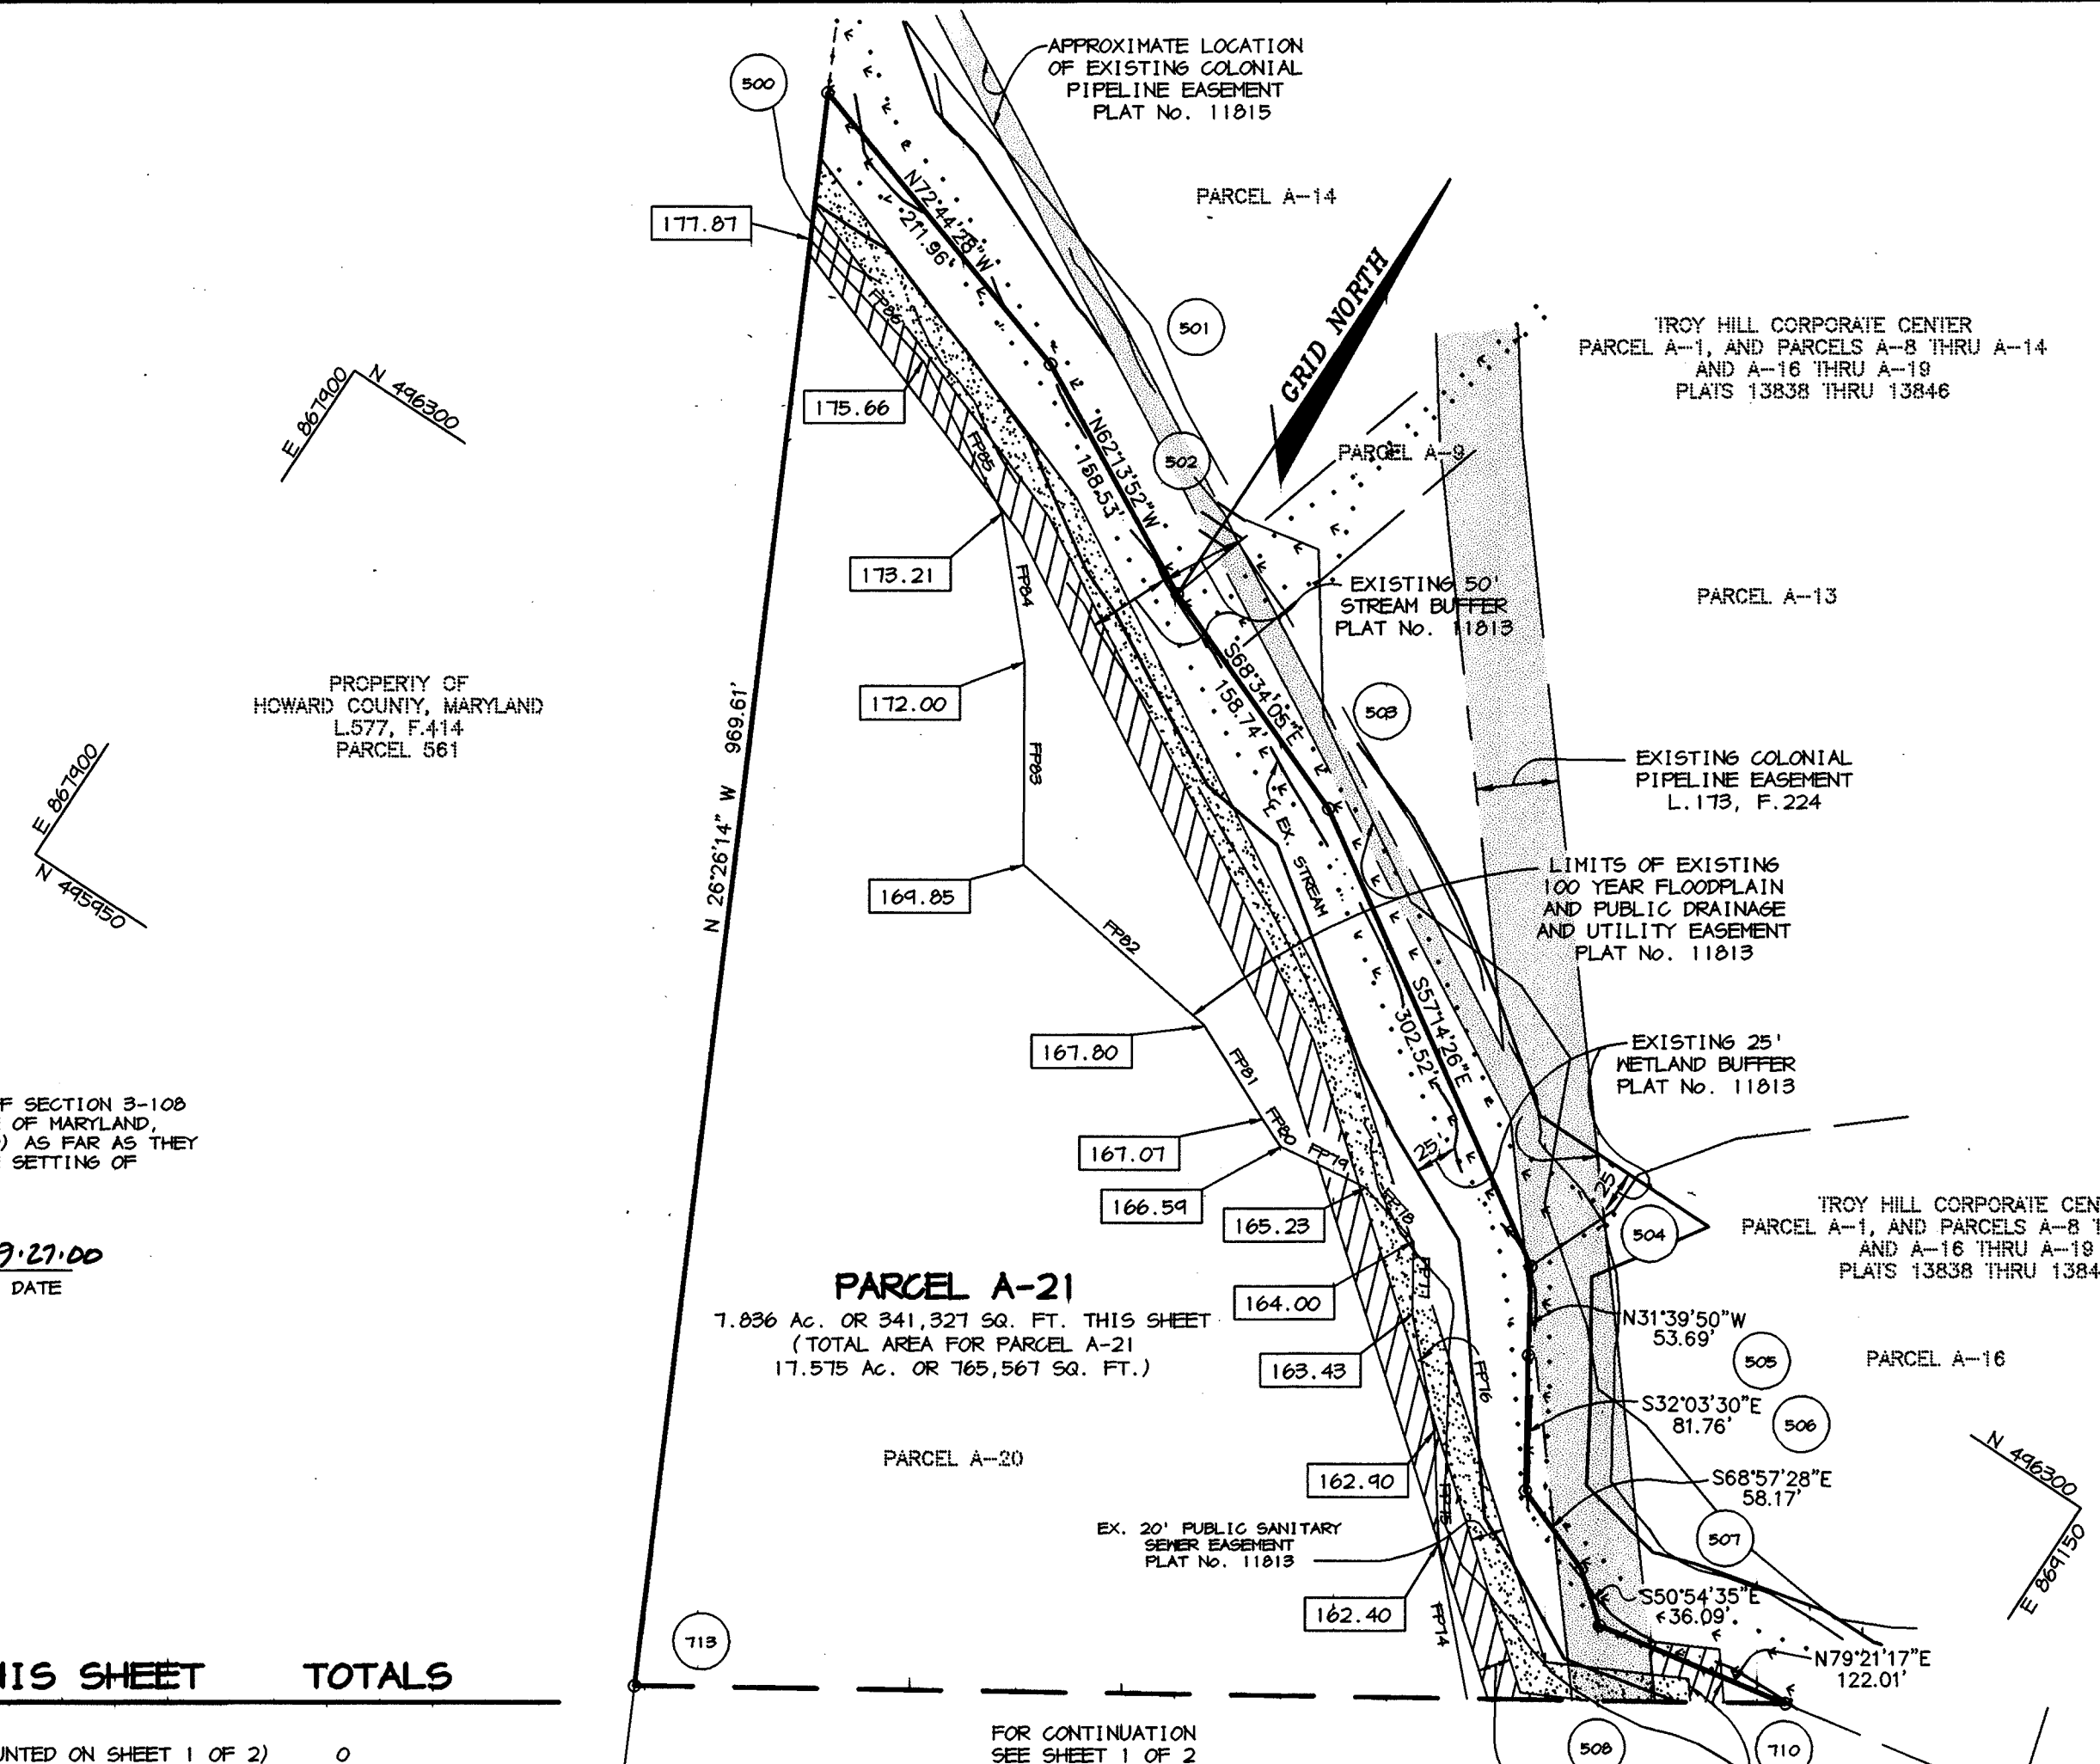 APPROXIMATE LOCATION
OF EXISTING COLONIAL
PIPELINE EASEMENT
PLAT No. 11815
500
PARCEL A-14
177.87
N72°44'28"W
211.96'
GRID NORTH
501
TROY HILL CORPORATE CENTER
PARCEL A-1, AND PARCELS A-8 THRU A-14
AND A-16 THRU A-19
PLATS 13838 THRU 13846
E 867900
N 496300
FP86
175.66
FP85
N62°13'52"W
158.53'
502
PARCEL A-9
173.21
FP84
EXISTING 50'
STREAM BUFFER
PLAT No. 11813
PARCEL A-13
PROPERTY OF
HOWARD COUNTY, MARYLAND
L.577, F.414
PARCEL 561
172.00
S68°34'05"E
158.74'
503
N 26°26'14" W 969.61'
FP83
EXISTING COLONIAL
PIPELINE EASEMENT
L.173, F.224
E 867900
N 495950
169.85
EX. STREAM
LIMITS OF EXISTING
100 YEAR FLOODPLAIN
AND PUBLIC DRAINAGE
AND UTILITY EASEMENT
PLAT No. 11813
FP82
167.80
FP81
S57°14'26"E
302.52'
EXISTING 25'
WETLAND BUFFER
PLAT No. 11813
F SECTION 3-108
OF MARYLAND,
) AS FAR AS THEY
SETTING OF
FP80
167.07
FP79
25'
25'
166.59
FP78
165.23
504
TROY HILL CORPORATE CEN
PARCEL A-1, AND PARCELS A-8 T
AND A-16 THRU A-19
PLATS 13838 THRU 1384
9·27·00
DATE
PARCEL A-21
7.836 Ac. OR 341,327 SQ. FT. THIS SHEET
(TOTAL AREA FOR PARCEL A-21
17.575 Ac. OR 765,567 SQ. FT.)
FP77
164.00
N31°39'50"W
53.69'
505
PARCEL A-16
163.43
FP76
S32°03'30"E
81.76'
506
PARCEL A-20
162.90
FP75
S68°57'28"E
58.17'
N 496300
E 869150
EX. 20' PUBLIC SANITARY
SEWER EASEMENT
PLAT No. 11813
507
S50°54'35"E
36.09'
162.40
FP74
713
N79°21'17"E
122.01'
HIS SHEET TOTALS
FOR CONTINUATION
SEE SHEET 1 OF 2
508
710
UNTED ON SHEET 1 OF 2) 0